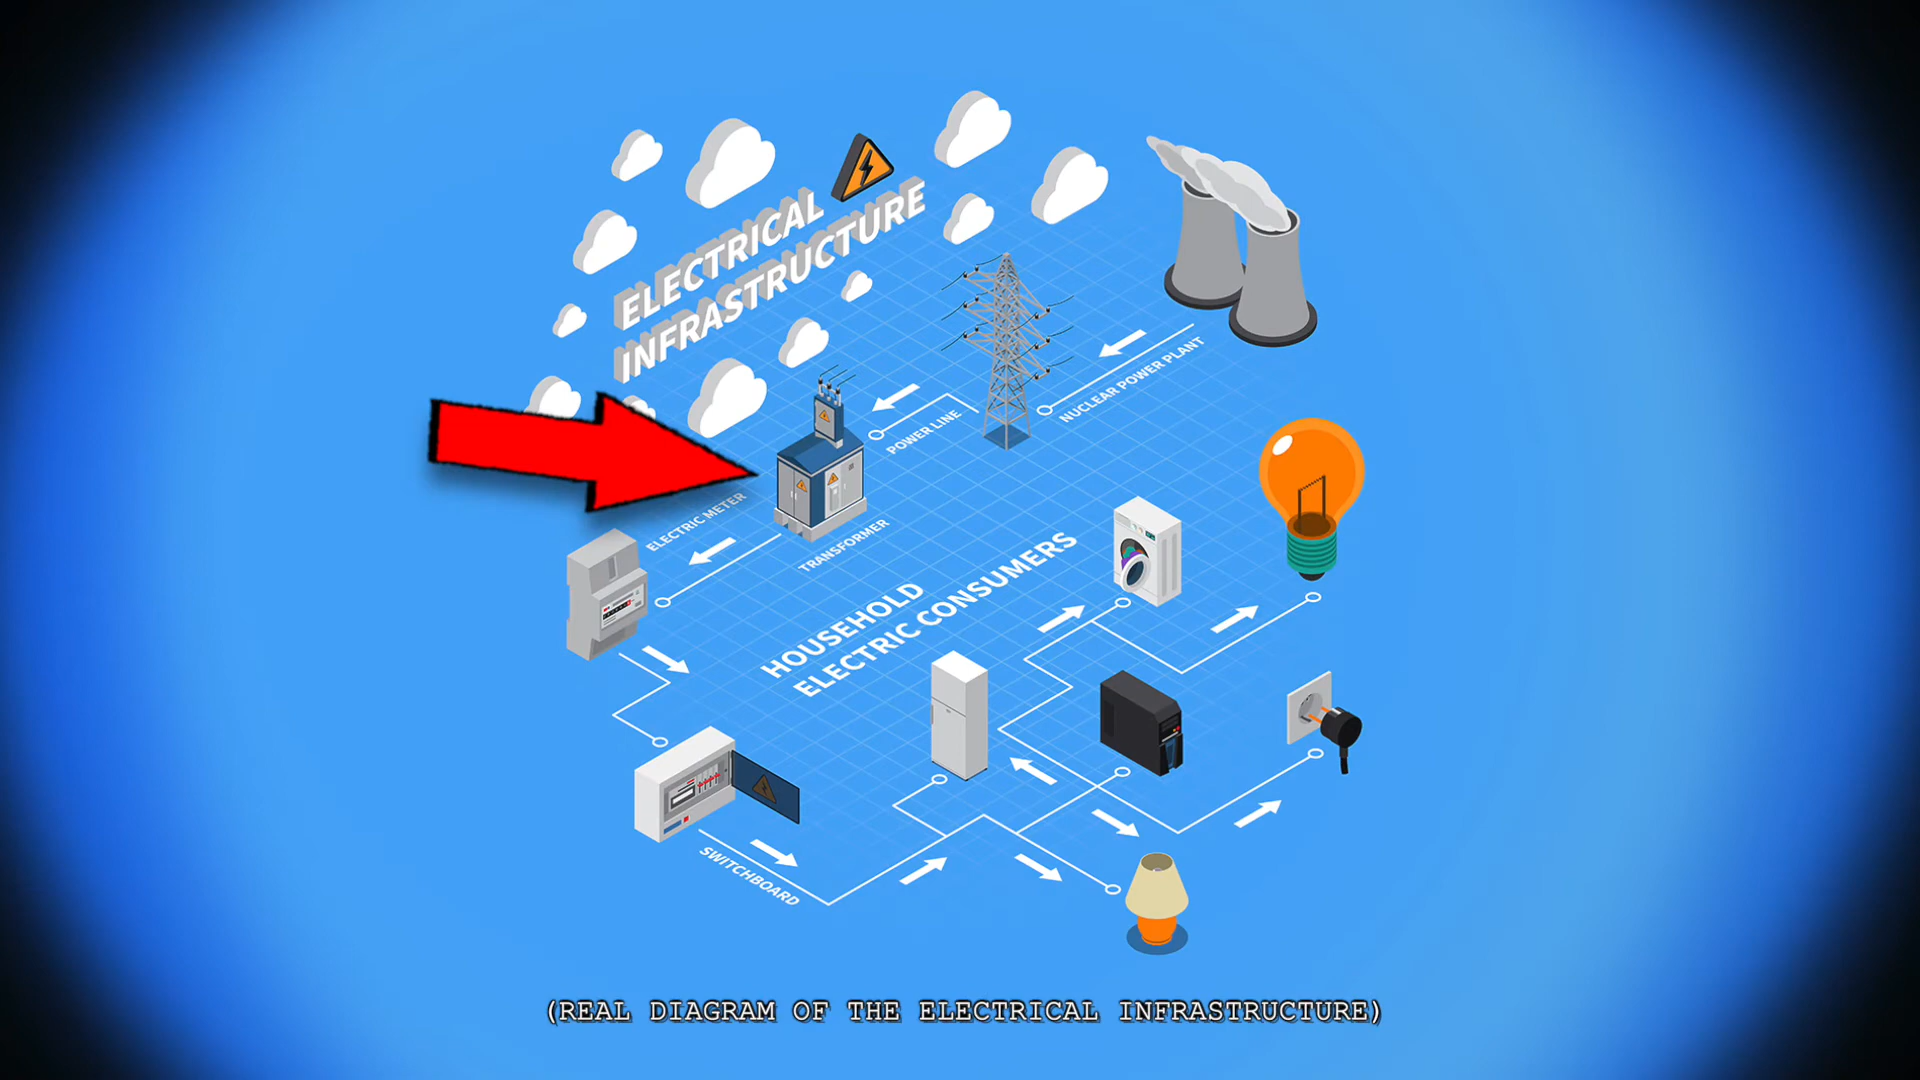 ELECTRICAL
INFRASTRUCTURE
NUCLEAR POWER PLANT
POWER LINE
ELECTRIC METER
TRANSFORMER
HOUSEHOLD
ELECTRIC CONSUMERS
SWITCHBOARD
(REAL DIAGRAM OF THE ELECTRICAL INFRASTRUCTURE)